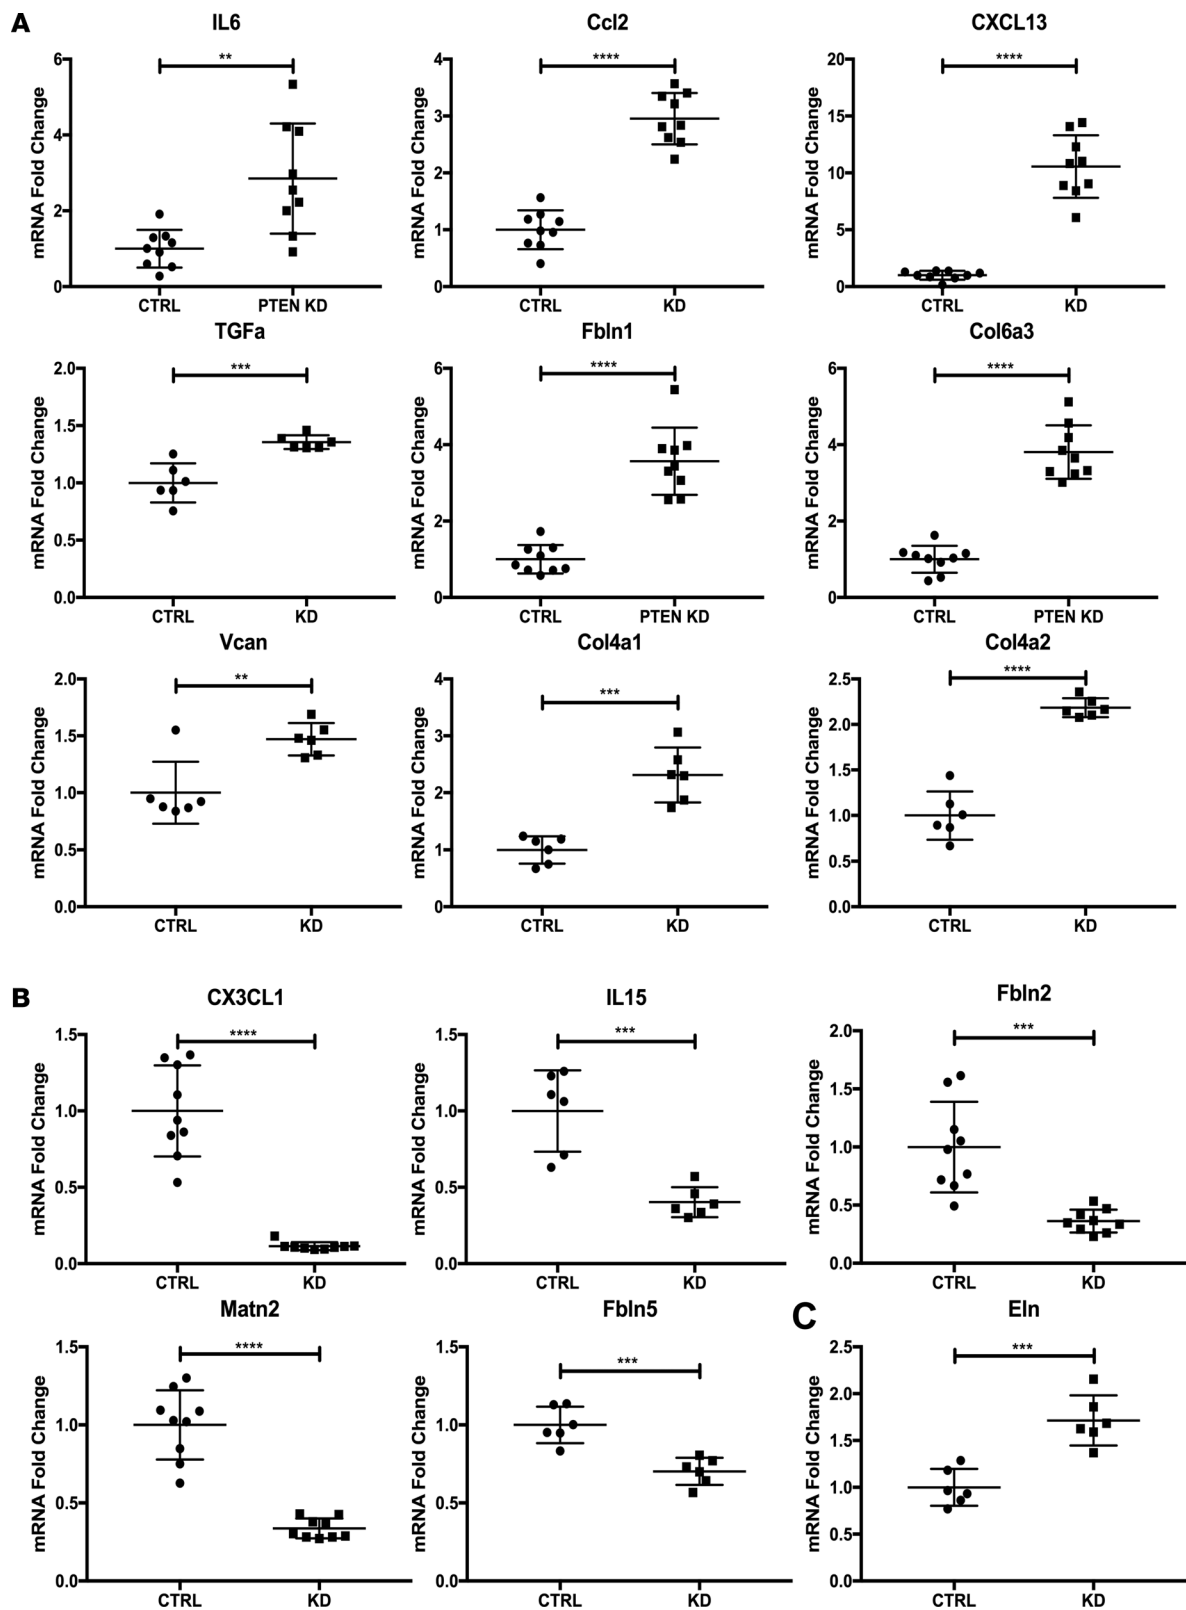 A
IL6
mRNA Fold Change
6
4
2
0
**
CTRL
PTEN KD
Ccl2
mRNA Fold Change
4
3
2
1
0
****
CTRL
KD
CXCL13
mRNA Fold Change
20
15
10
5
0
****
CTRL
KD
TGFa
mRNA Fold Change
2.0
1.5
1.0
0.5
0.0
***
CTRL
KD
Fbln1
mRNA Fold Change
6
4
2
0
****
CTRL
PTEN KD
Col6a3
mRNA Fold Change
6
4
2
0
****
CTRL
PTEN KD
Vcan
mRNA Fold Change
2.0
1.5
1.0
0.5
0.0
**
CTRL
KD
Col4a1
mRNA Fold Change
4
3
2
1
0
***
CTRL
KD
Col4a2
mRNA Fold Change
2.5
2.0
1.5
1.0
0.5
0.0
****
CTRL
KD
B
CX3CL1
mRNA Fold Change
1.5
1.0
0.5
0.0
****
CTRL
KD
IL15
mRNA Fold Change
1.5
1.0
0.5
0.0
***
CTRL
KD
Fbln2
mRNA Fold Change
2.0
1.5
1.0
0.5
0.0
***
CTRL
KD
Matn2
mRNA Fold Change
1.5
1.0
0.5
0.0
****
CTRL
KD
Fbln5
mRNA Fold Change
1.5
1.0
0.5
0.0
***
CTRL
KD
C
Eln
mRNA Fold Change
2.5
2.0
1.5
1.0
0.5
0.0
***
CTRL
KD